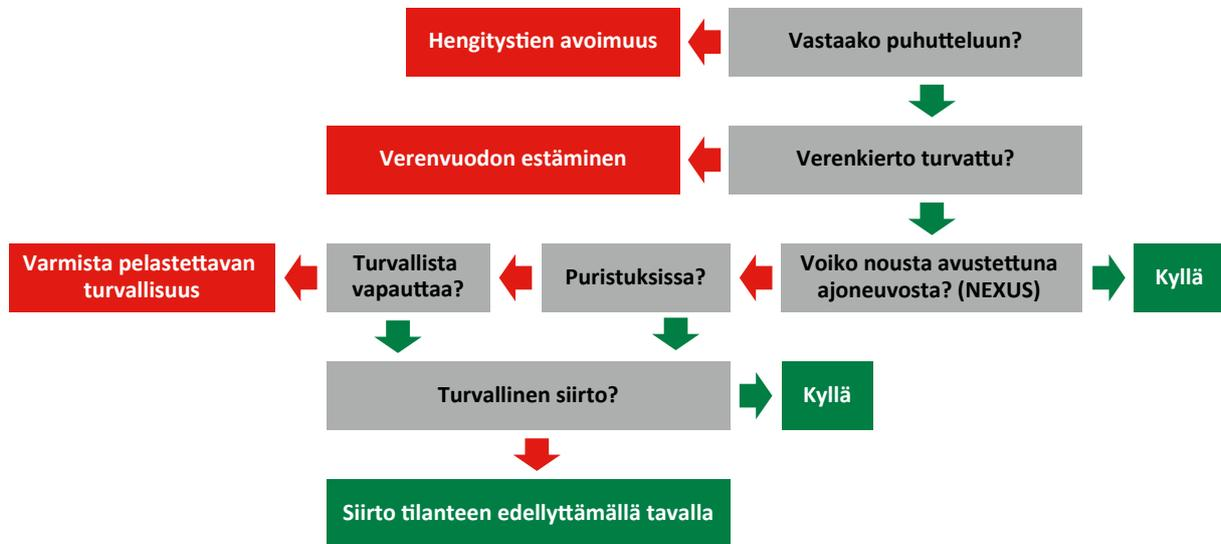 Hengitystien avoimuus
Vastaako puhutteluun?
Verenvuodon estäminen
Verenkierto turvattu?
Varmista pelastettavan
turvallisuus
Turvallista
vapauttaa?
Puristuksissa?
Voiko nousta avustettuna
ajoneuvosta? (NEXUS)
Kyllä
Turvallinen siirto?
Kyllä
Siirto tilanteen edellyttämällä tavalla